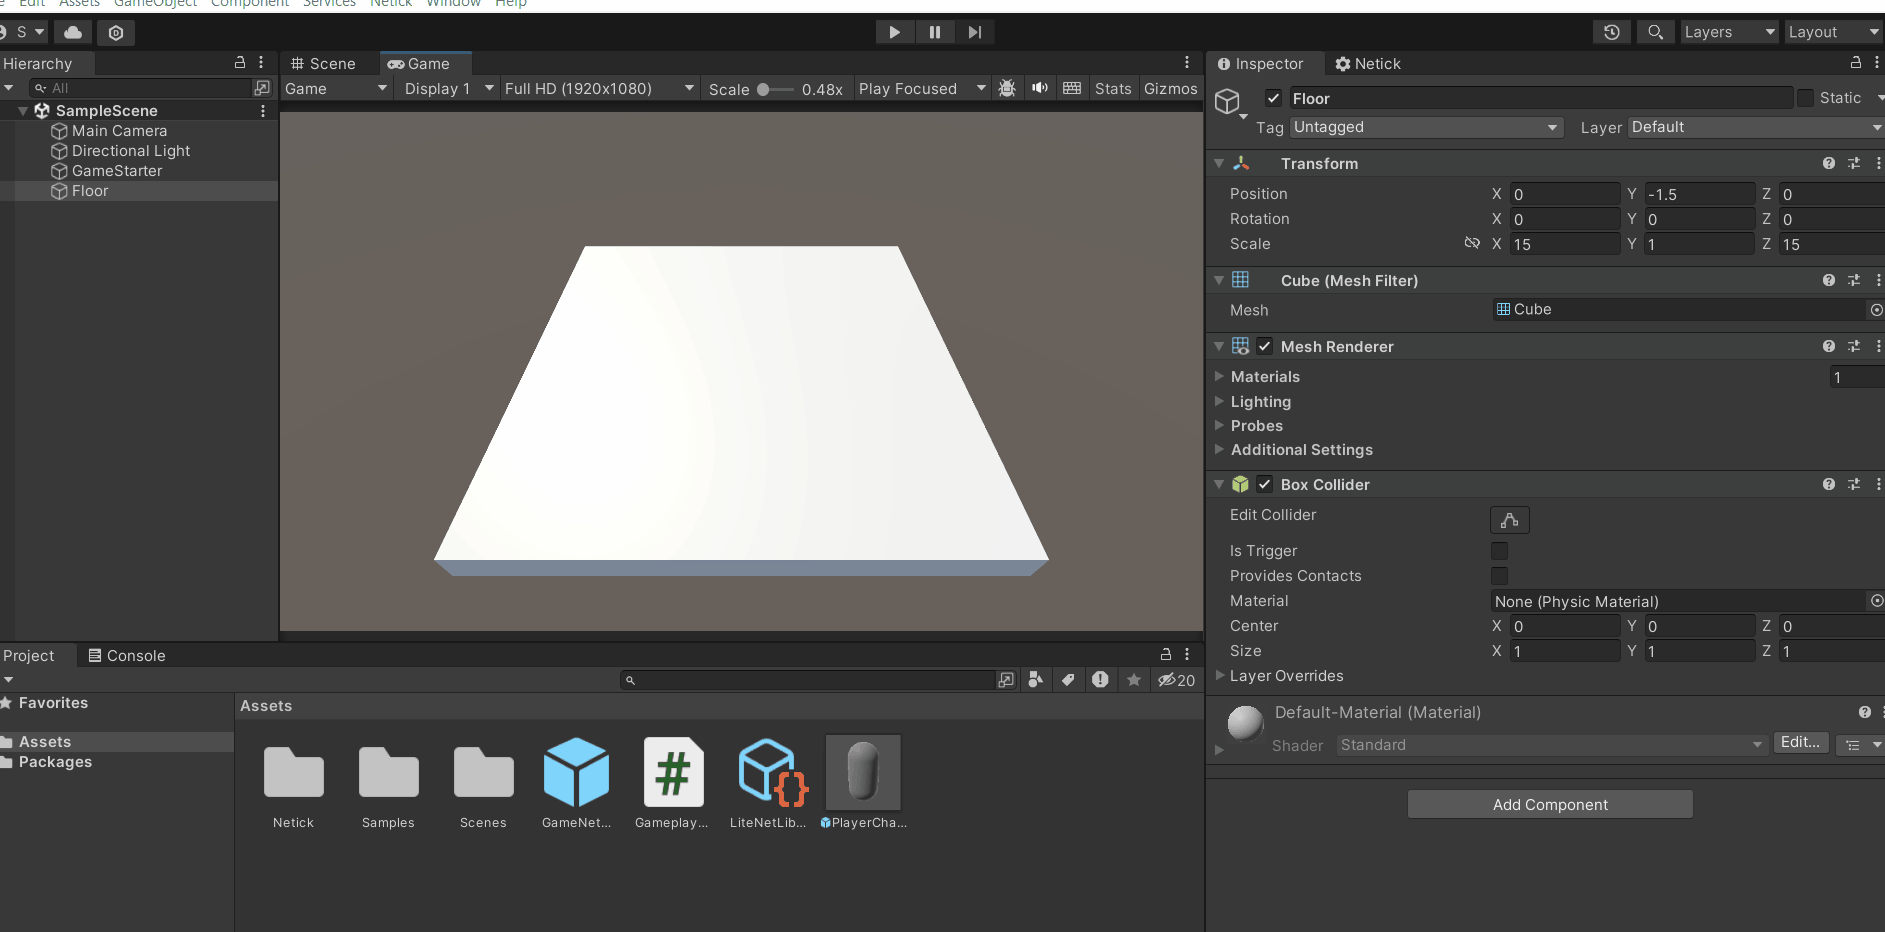 Edit Assets GameObject Component Services Netick Window Help
S
Layers Layout
Hierarchy
All
SampleScene
Main Camera
Directional Light
GameStarter
Floor
Scene Game
Game Display 1 Full HD (1920x1080) Scale 0.48x Play Focused Stats Gizmos
Inspector Netick
Floor Static
Tag Untagged Layer Default
Transform
Position X 0 Y -1.5 Z 0
Rotation X 0 Y 0 Z 0
Scale X 15 Y 1 Z 15
Cube (Mesh Filter)
Mesh Cube
Mesh Renderer
Materials 1
Lighting
Probes
Additional Settings
Box Collider
Edit Collider
Is Trigger
Provides Contacts
Material None (Physic Material)
Center X 0 Y 0 Z 0
Size X 1 Y 1 Z 1
Layer Overrides
Default-Material (Material)
Shader Standard Edit...
Add Component
Project Console
20
Favorites
Assets
Packages
Assets
Netick
Samples
Scenes
GameNet...
Gameplay...
LiteNetLib...
PlayerCha...